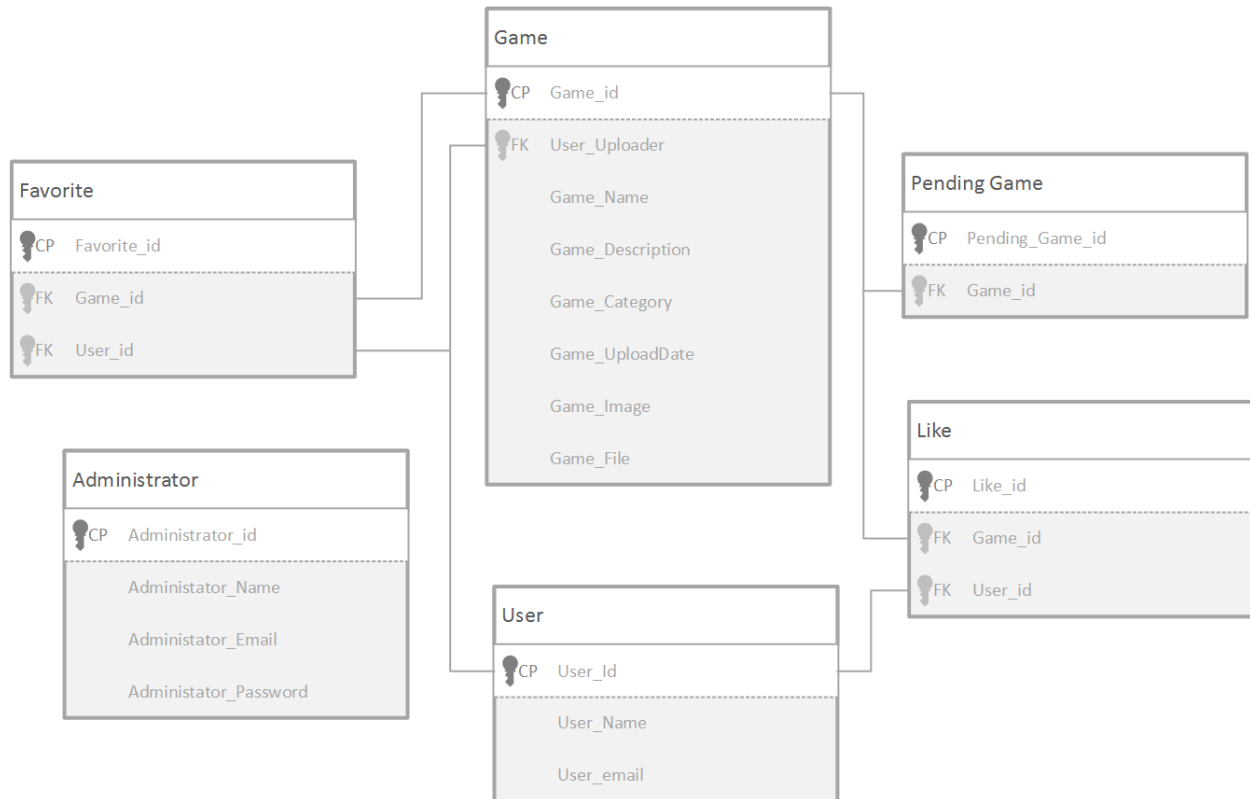 Game
CP Game_id
FK User_Uploader
Game_Name
Game_Description
Game_Category
Game_UploadDate
Game_Image
Game_File
Favorite
CP Favorite_id
FK Game_id
FK User_id
Pending Game
CP Pending_Game_id
FK Game_id
Like
CP Like_id
FK Game_id
FK User_id
Administrator
CP Administrator_id
Administator_Name
Administator_Email
Administator_Password
User
CP User_Id
User_Name
User_email